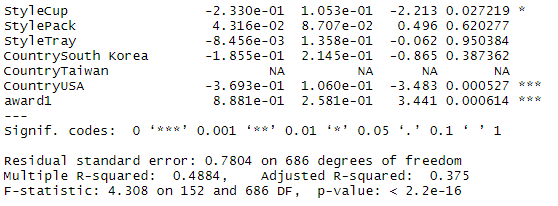 StyleCup -2.330e-01 1.053e-01 -2.213 0.027219 *
StylePack 4.316e-02 8.707e-02 0.496 0.620277
StyleTray -8.456e-03 1.358e-01 -0.062 0.950384
CountrySouth Korea -1.855e-01 2.145e-01 -0.865 0.387362
CountryTaiwan NA NA NA NA
CountryUSA -3.693e-01 1.060e-01 -3.483 0.000527 ***
award1 8.881e-01 2.581e-01 3.441 0.000614 ***
---
Signif. codes: 0 ‘***’ 0.001 ‘**’ 0.01 ‘*’ 0.05 ‘.’ 0.1 ‘ ’ 1
Residual standard error: 0.7804 on 686 degrees of freedom
Multiple R-squared: 0.4884, Adjusted R-squared: 0.375
F-statistic: 4.308 on 152 and 686 DF, p-value: < 2.2e-16